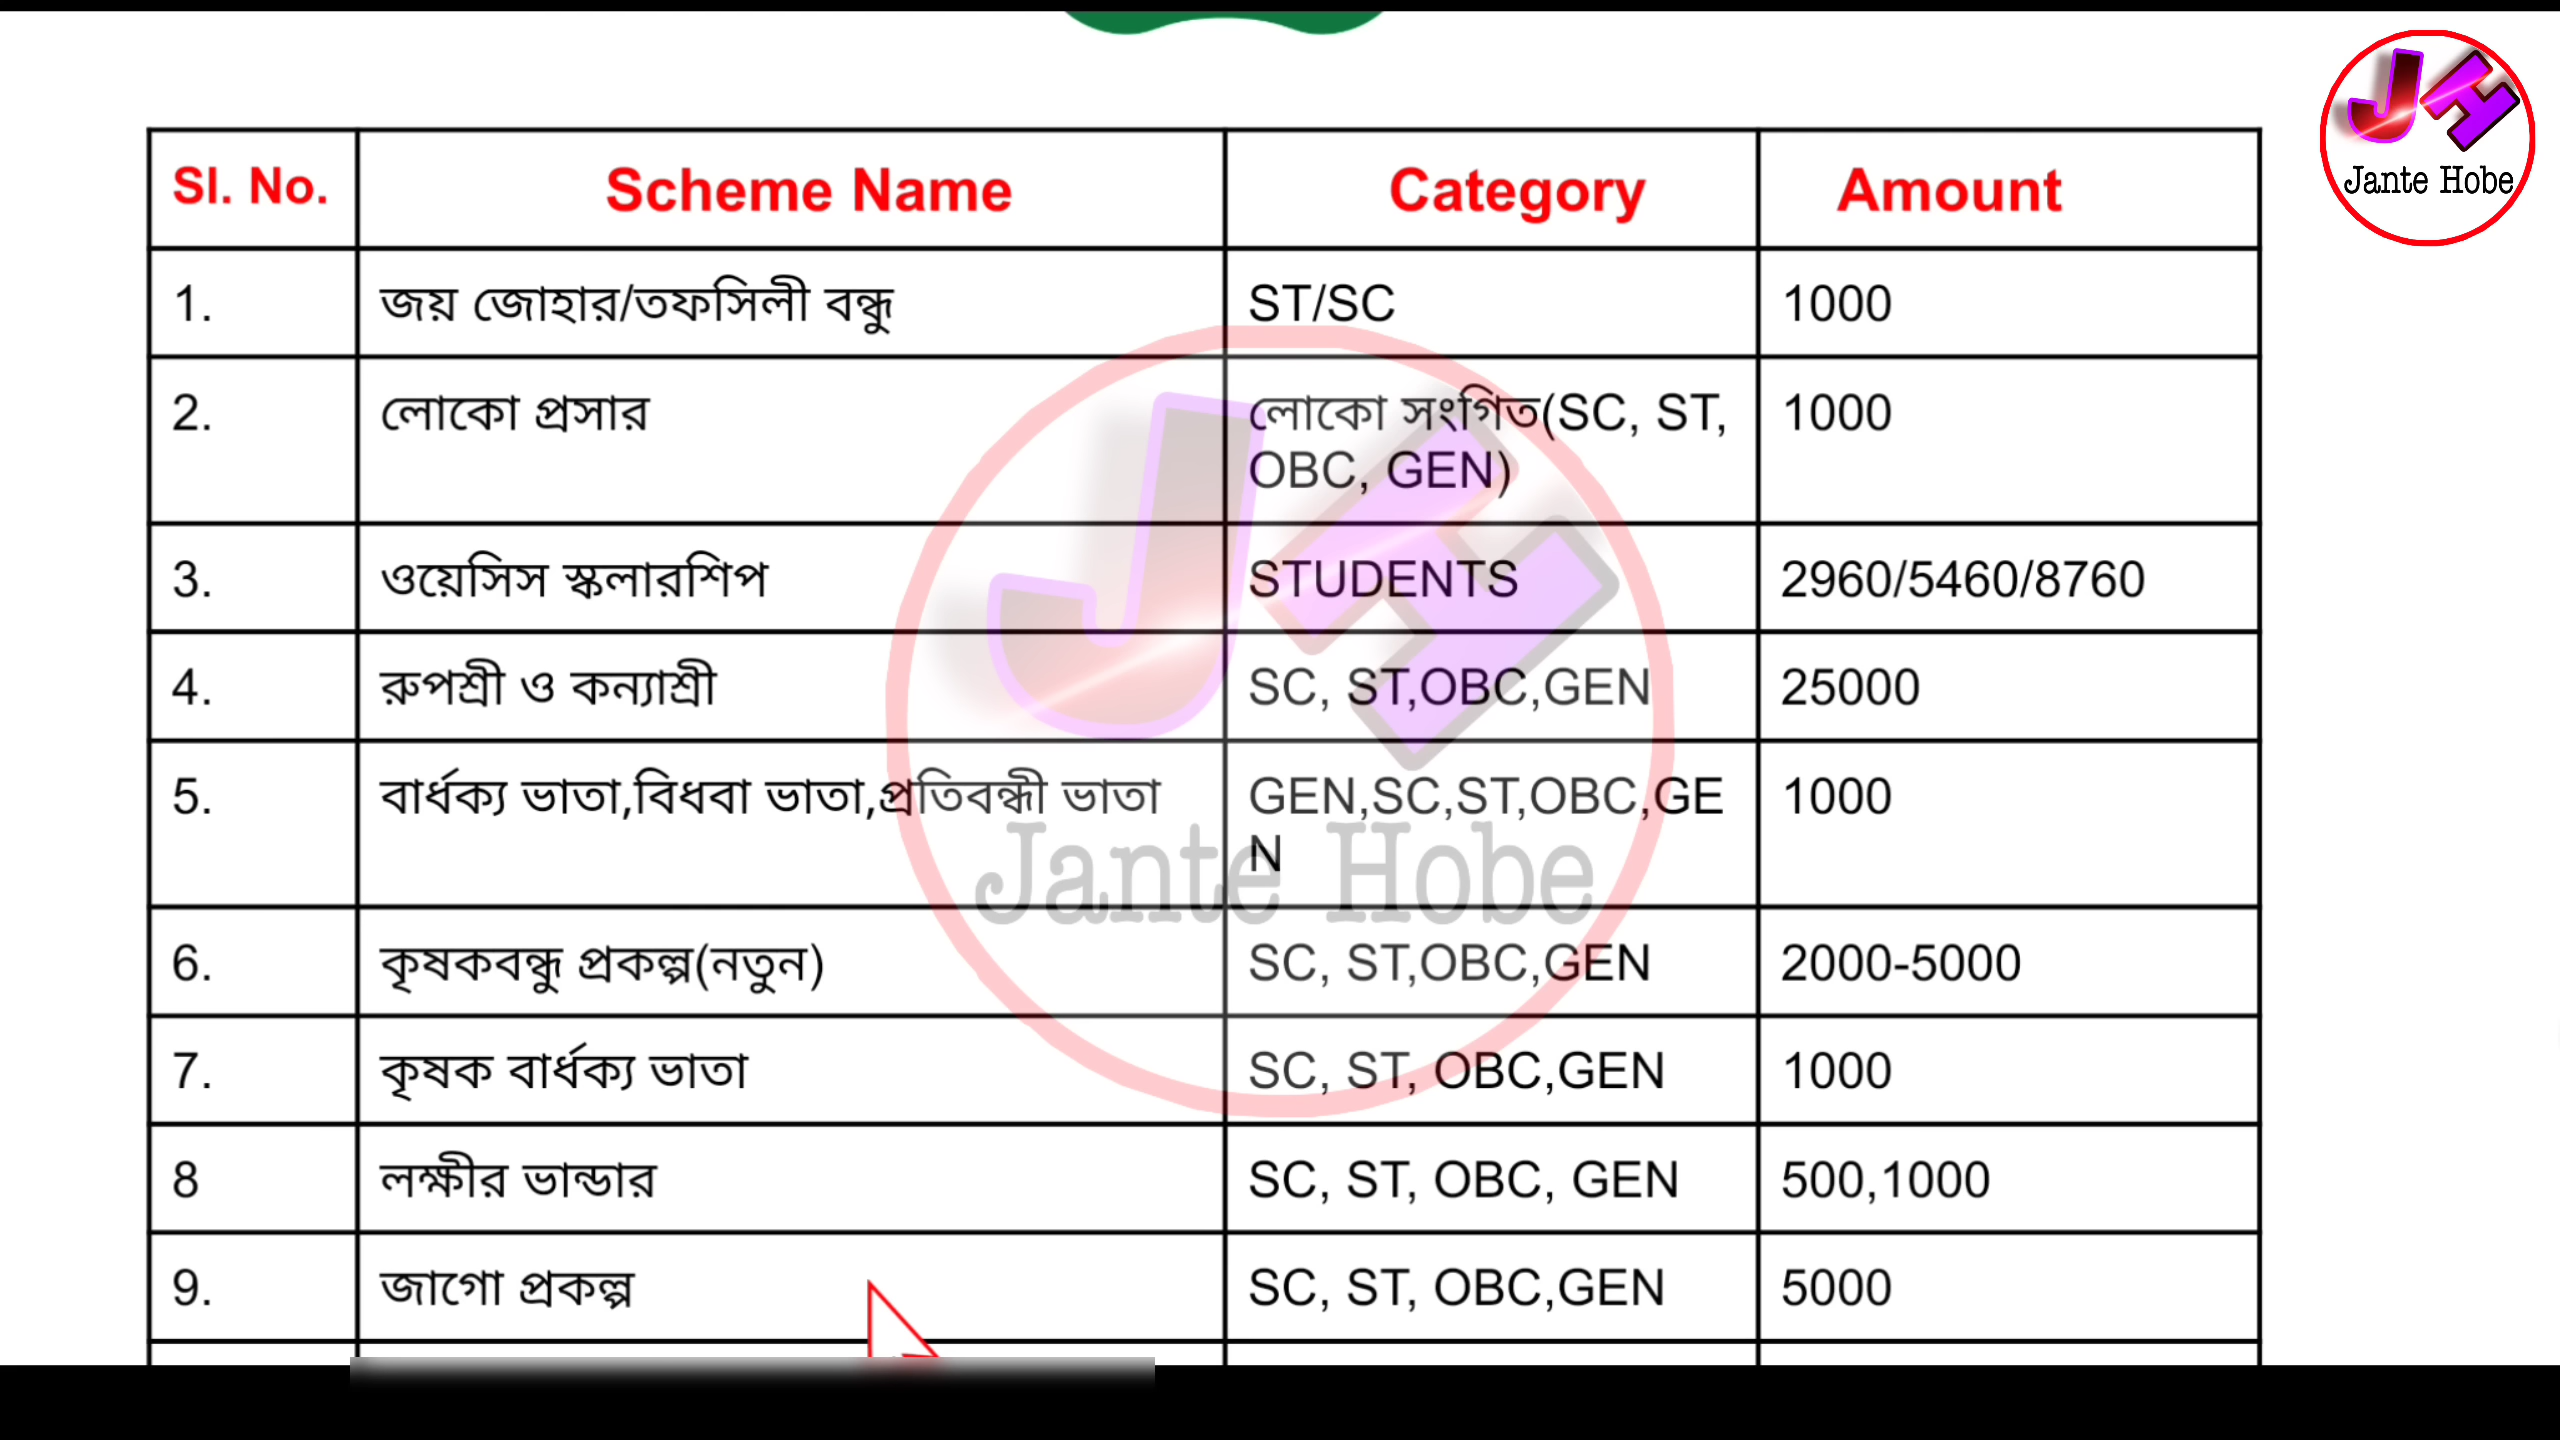 Jante Hobe
Sl. No. Scheme Name Category Amount
1. জয় জোহার/তফসিলী বন্ধু ST/SC 1000
2. লোকো প্রসার লোকো সংগিত(SC, ST, 1000
OBC, GEN)
3. ওয়েসিস স্কলারশিপ STUDENTS 2960/5460/8760
4. রুপশ্রী ও কন্যাশ্রী SC, ST,OBC,GEN 25000
5. বার্ধক্য ভাতা,বিধবা ভাতা,প্রতিবন্ধী ভাতা GEN,SC,ST,OBC,GE 1000
N
Jante Hobe
6. কৃষকবন্ধু প্রকল্প(নতুন) SC, ST,OBC,GEN 2000-5000
7. কৃষক বার্ধক্য ভাতা SC, ST, OBC,GEN 1000
8 লক্ষীর ভান্ডার SC, ST, OBC, GEN 500,1000
9. জাগো প্রকল্প SC, ST, OBC,GEN 5000